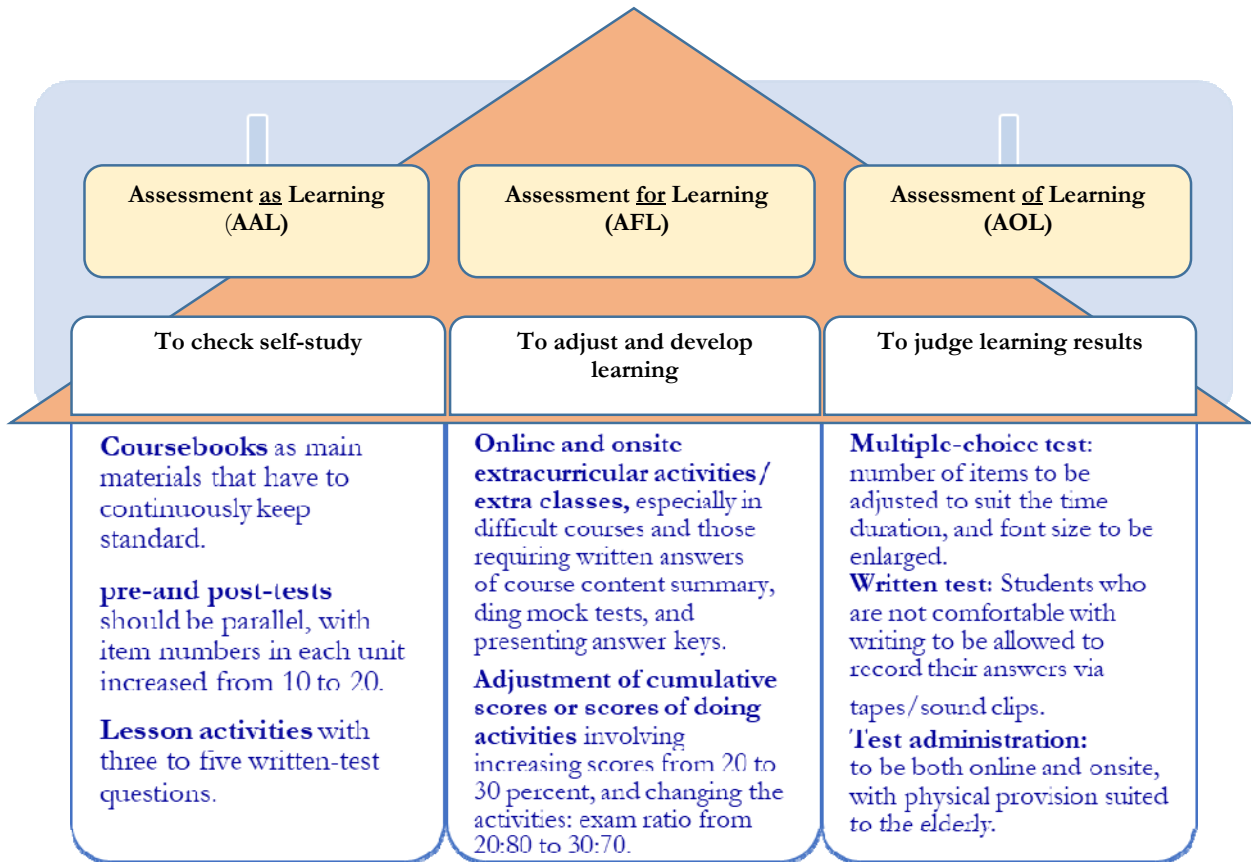 Assessment as Learning
(AAL)
Assessment for Learning
(AFL)
Assessment of Learning
(AOL)
To check self-study
To adjust and develop
learning
To judge learning results
Coursebooks as main
materials that have to
continuously keep
standard.
pre-and post-tests
should be parallel, with
item numbers in each unit
increased from 10 to 20.
Lesson activities with
three to five written-test
questions.
Online and onsite
extracurricular activities/
extra classes, especially in
difficult courses and those
requiring written answers
of course content summary,
ding mock tests, and
presenting answer keys.
Adjustment of cumulative
scores or scores of doing
activities involving
increasing scores from 20 to
30 percent, and changing the
activities: exam ratio from
20:80 to 30:70.
Multiple-choice test:
number of items to be
adjusted to suit the time
duration, and font size to be
enlarged.
Written test: Students who
are not comfortable with
writing to be allowed to
record their answers via
tapes/sound clips.
Test administration:
to be both online and onsite,
with physical provision suited
to the elderly.